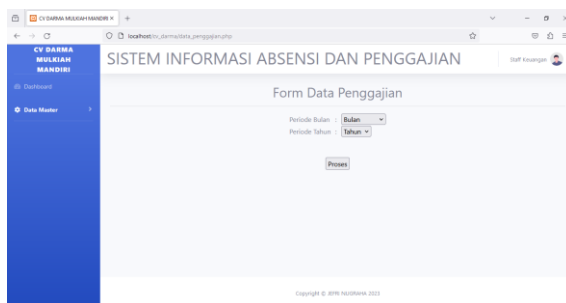 CV DARMA MULKIAH MANDIRI
localhost/cv_darma/data_penggajian.php
CV DARMA
MULKIAH
MANDIRI
SISTEM INFORMASI ABSENSI DAN PENGGAJIAN
Staff Keuangan
Dashboard
Data Master
Form Data Penggajian
Periode Bulan : Bulan
Periode Tahun : Tahun
Proses
Copyright © NUGRAHA 2023